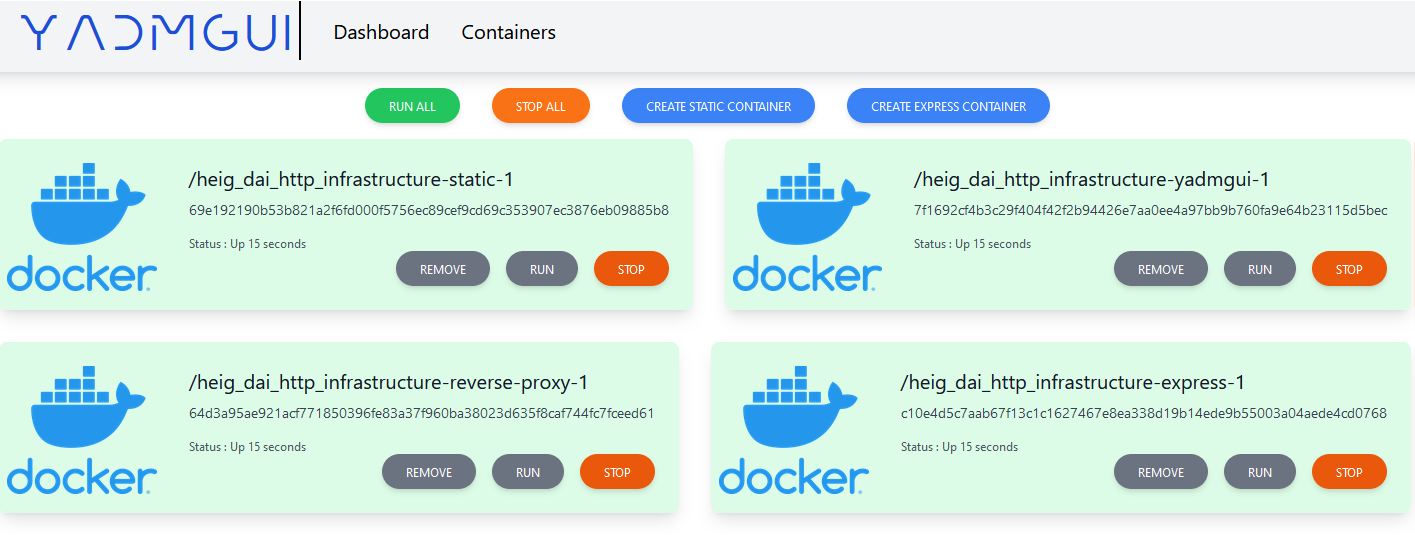 YADMGUI Dashboard Containers
RUN ALL STOP ALL CREATE STATIC CONTAINER CREATE EXPRESS CONTAINER
docker.
/heig_dai_http_infrastructure-static-1
69e192190b53b821a2f6fd000f5756ec89cef9cd69c353907ec3876eb09885b8
Status : Up 15 seconds
REMOVE RUN STOP
docker.
/heig_dai_http_infrastructure-yadmgui-1
7f1692cf4b3c29f404f42f2b94426e7aa0ee4a97bb9b760fa9e64b23115d5bec
Status : Up 15 seconds
REMOVE RUN STOP
docker.
/heig_dai_http_infrastructure-reverse-proxy-1
64d3a95ae921acf771850396fe83a37f960ba38023d635f8caf744fc7fceed61
Status : Up 15 seconds
REMOVE RUN STOP
docker.
/heig_dai_http_infrastructure-express-1
c10e4d5c7aab67f13c1c1627467e8ea338d19b14ede9b55003a04aede4cd0768
Status : Up 15 seconds
REMOVE RUN STOP